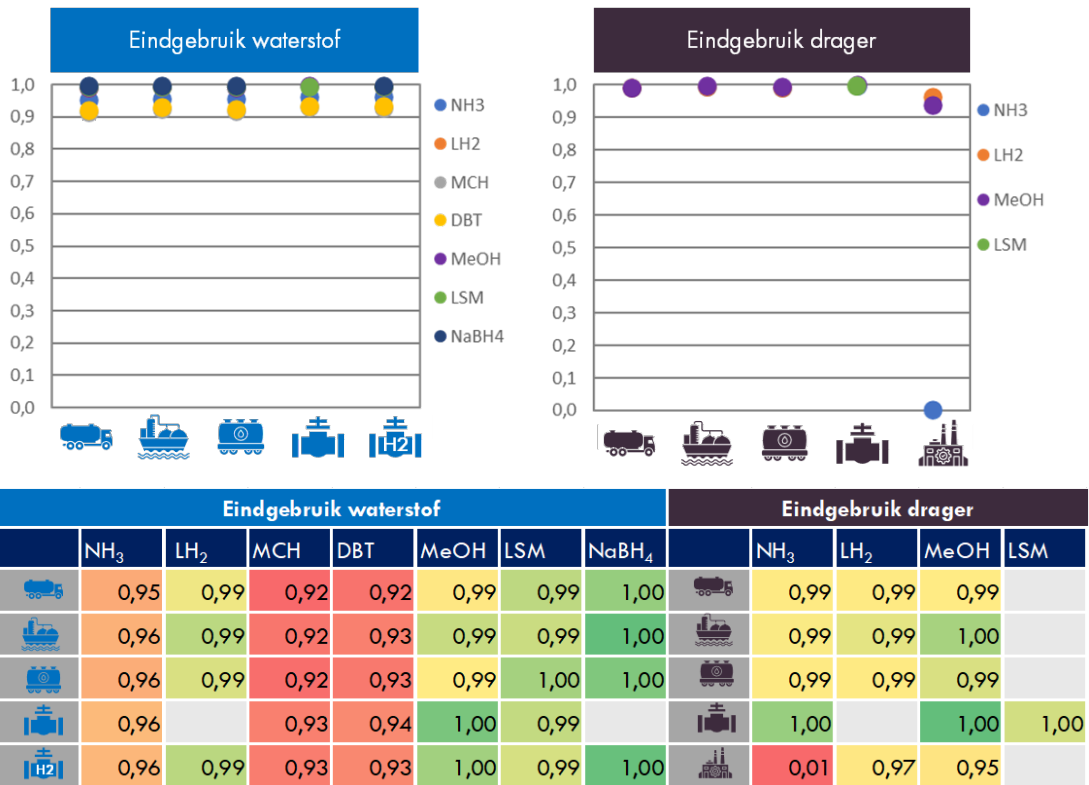 Eindgebruik waterstof
1,0
0,9
0,8
0,7
0,6
0,5
0,4
0,3
0,2
0,1
0,0
NH3
LH2
MCH
DBT
MeOH
LSM
NaBH4
H2
Eindgebruik drager
1,0
0,9
0,8
0,7
0,6
0,5
0,4
0,3
0,2
0,1
0,0
NH3
LH2
MeOH
LSM
Eindgebruik waterstof Eindgebruik drager
NH₃ LH₂ MCH DBT MeOH LSM NaBH₄ NH₃ LH₂ MeOH LSM
0,95 0,99 0,92 0,92 0,99 0,99 1,00 0,99 0,99 0,99
0,96 0,99 0,92 0,93 0,99 0,99 1,00 0,99 0,99 1,00
0,96 0,99 0,92 0,93 0,99 1,00 1,00 0,99 0,99 0,99
0,96 0,93 0,94 1,00 0,99 1,00 1,00 1,00
H2 0,96 0,99 0,93 0,93 1,00 0,99 1,00 0,01 0,97 0,95